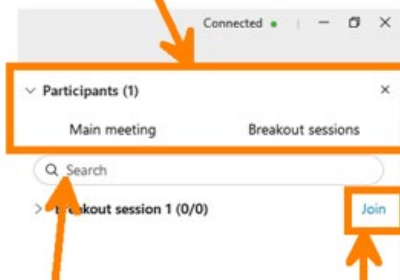 Connected
Participants (1)
Main meeting Breakout sessions
Search
Breakout session 1 (0/0) Join